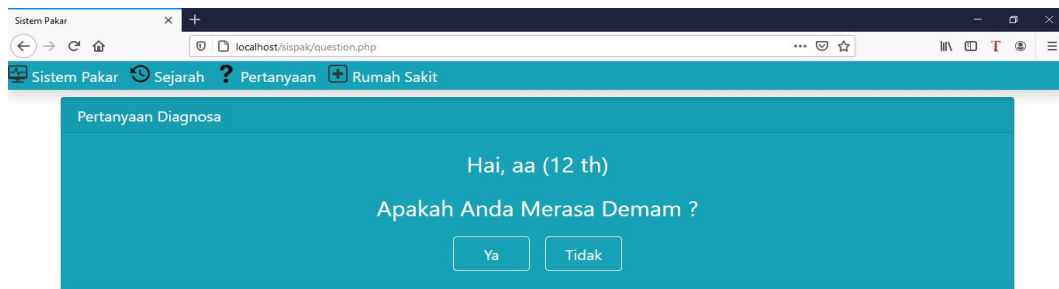 Sistem Pakar
localhost/sispak/question.php
Sistem Pakar Sejarah ? Pertanyaan Rumah Sakit
Pertanyaan Diagnosa
Hai, aa (12 th)
Apakah Anda Merasa Demam ?
Ya Tidak